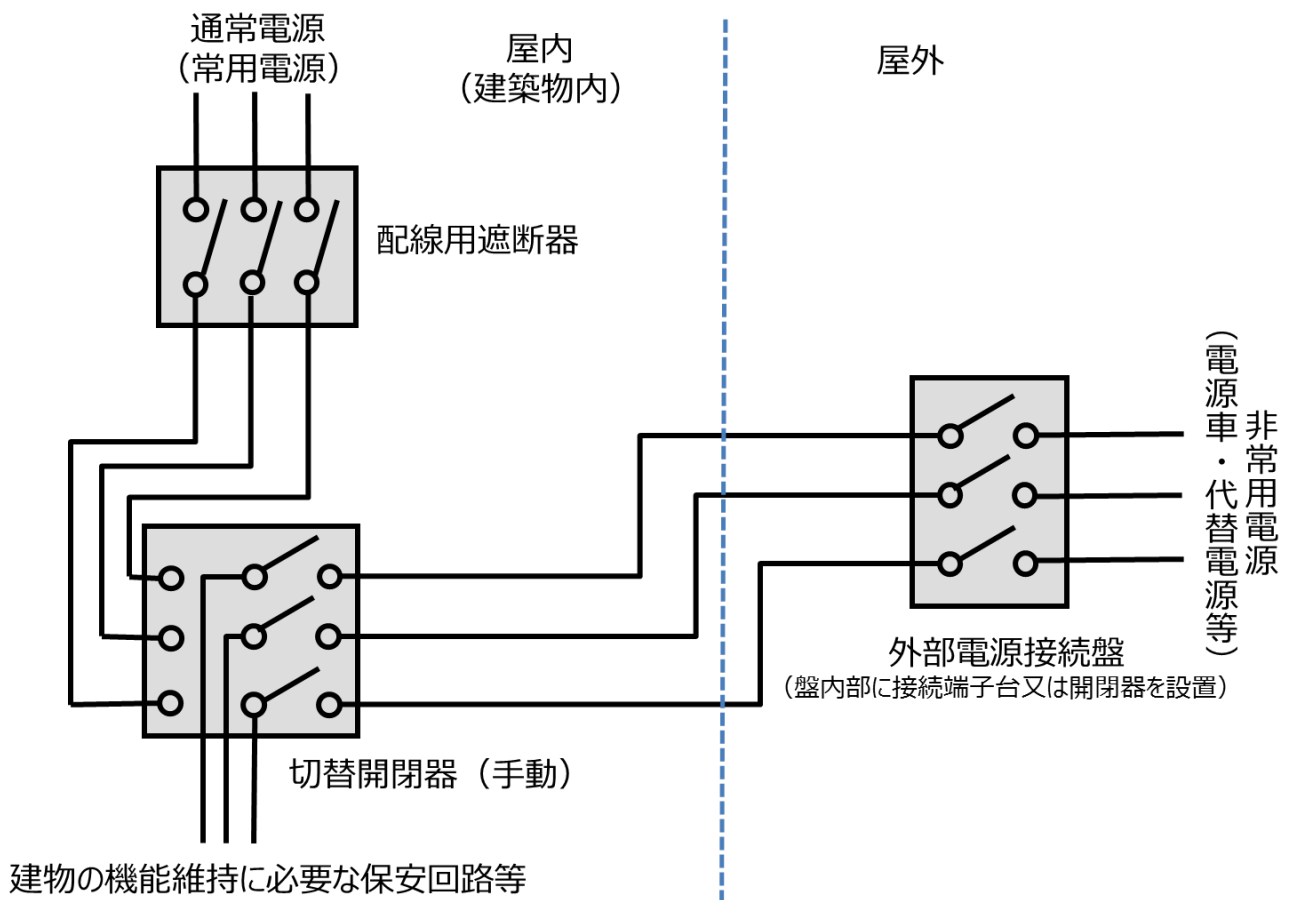 通常電源
（常用電源）
屋内
（建築物内）
屋外
配線用遮断器
非常用電源
（電源車・代替電源等）
外部電源接続盤
（盤内部に接続端子台又は開閉器を設置）
切替開閉器（手動）
建物の機能維持に必要な保安回路等